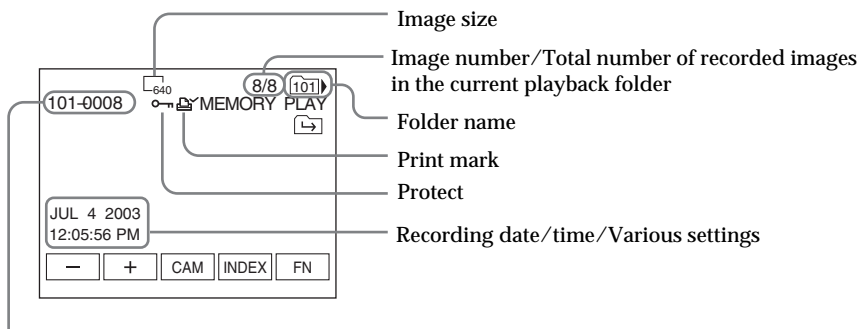 Image size
Image number/Total number of recorded images
in the current playback folder
Folder name
Print mark
Protect
Recording date/time/Various settings
640
8/8
101
101-0008
MEMORY PLAY
JUL 4 2003
12:05:56 PM
− + CAM INDEX FN